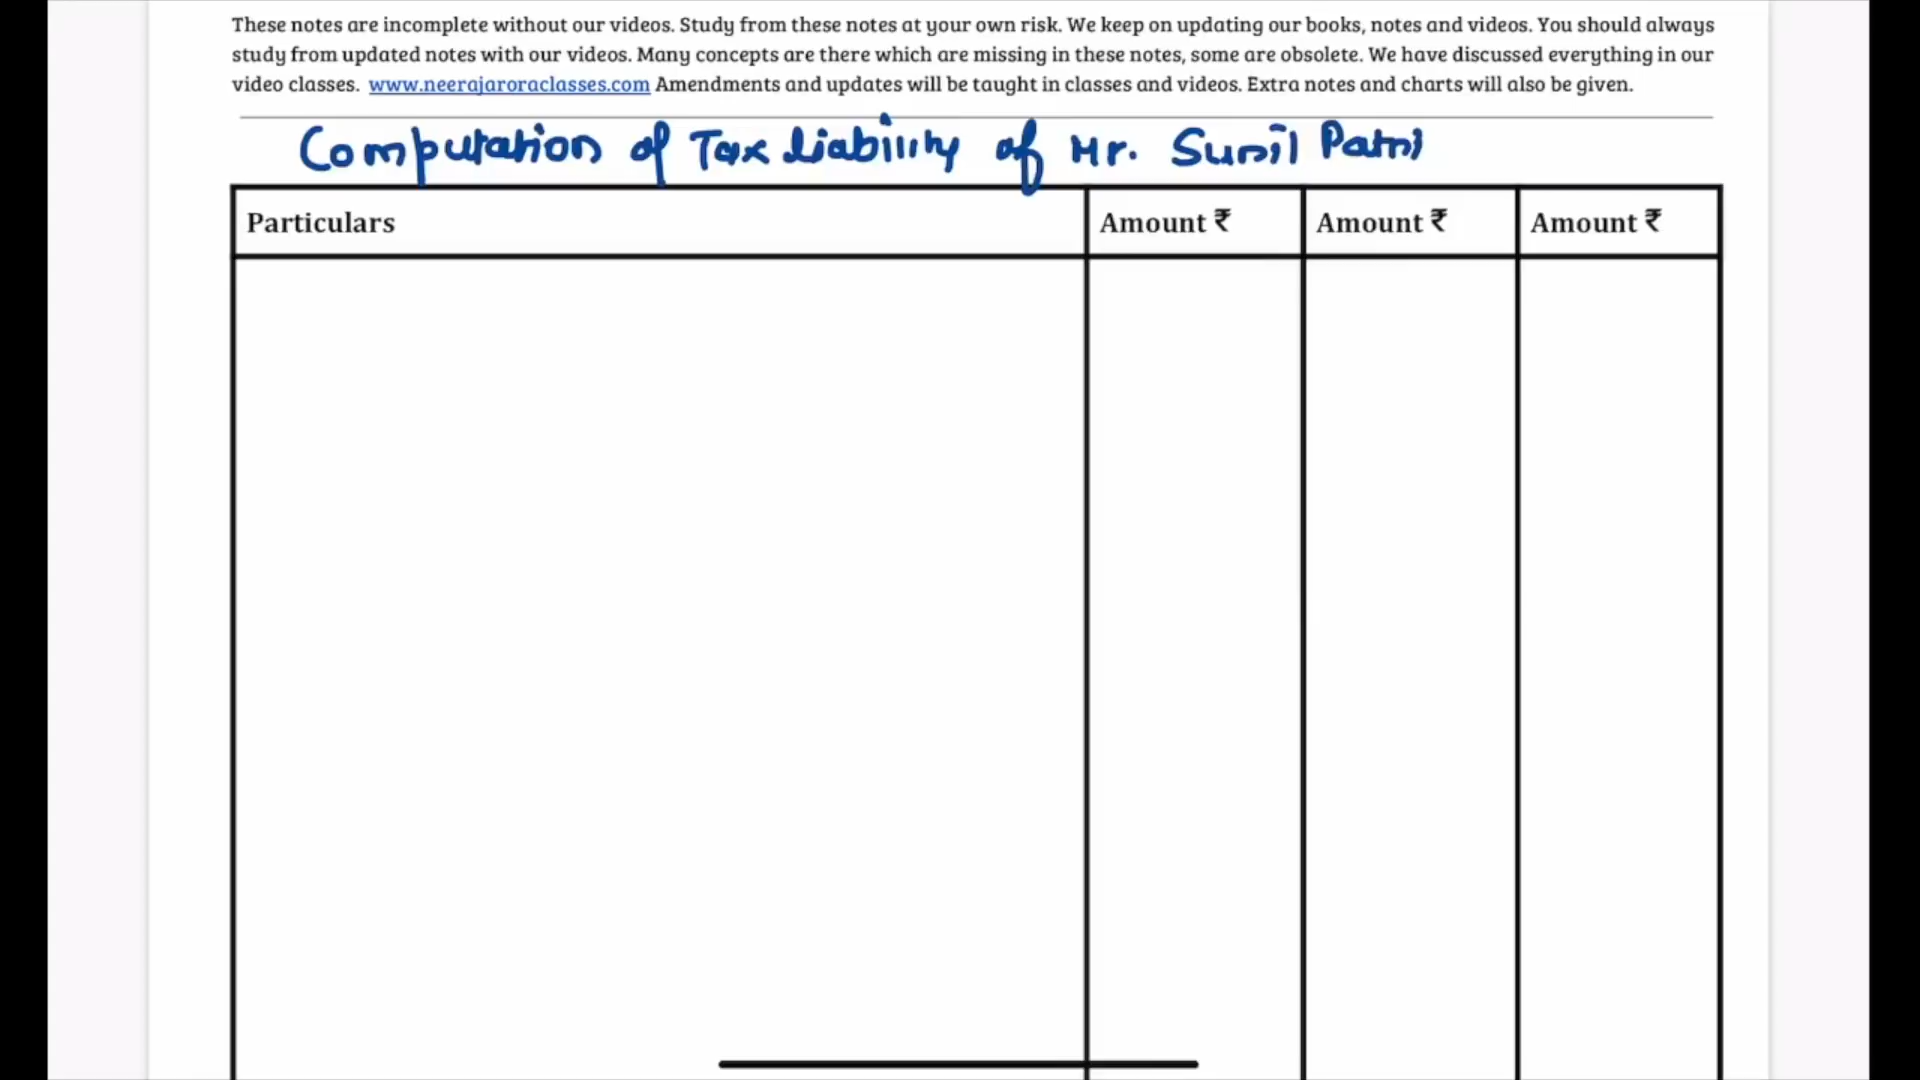 These notes are incomplete without our videos. Study from these notes at your own risk. We keep on updating our books, notes and videos. You should always
study from updated notes with our videos. Many concepts are there which are missing in these notes, some are obsolete. We have discussed everything in our
video classes. www.neerajaroraclasses.com Amendments and updates will be taught in classes and videos. Extra notes and charts will also be given.
Computation of Tax liability of Mr. Sunil Patni
Particulars Amount ₹ Amount ₹ Amount ₹